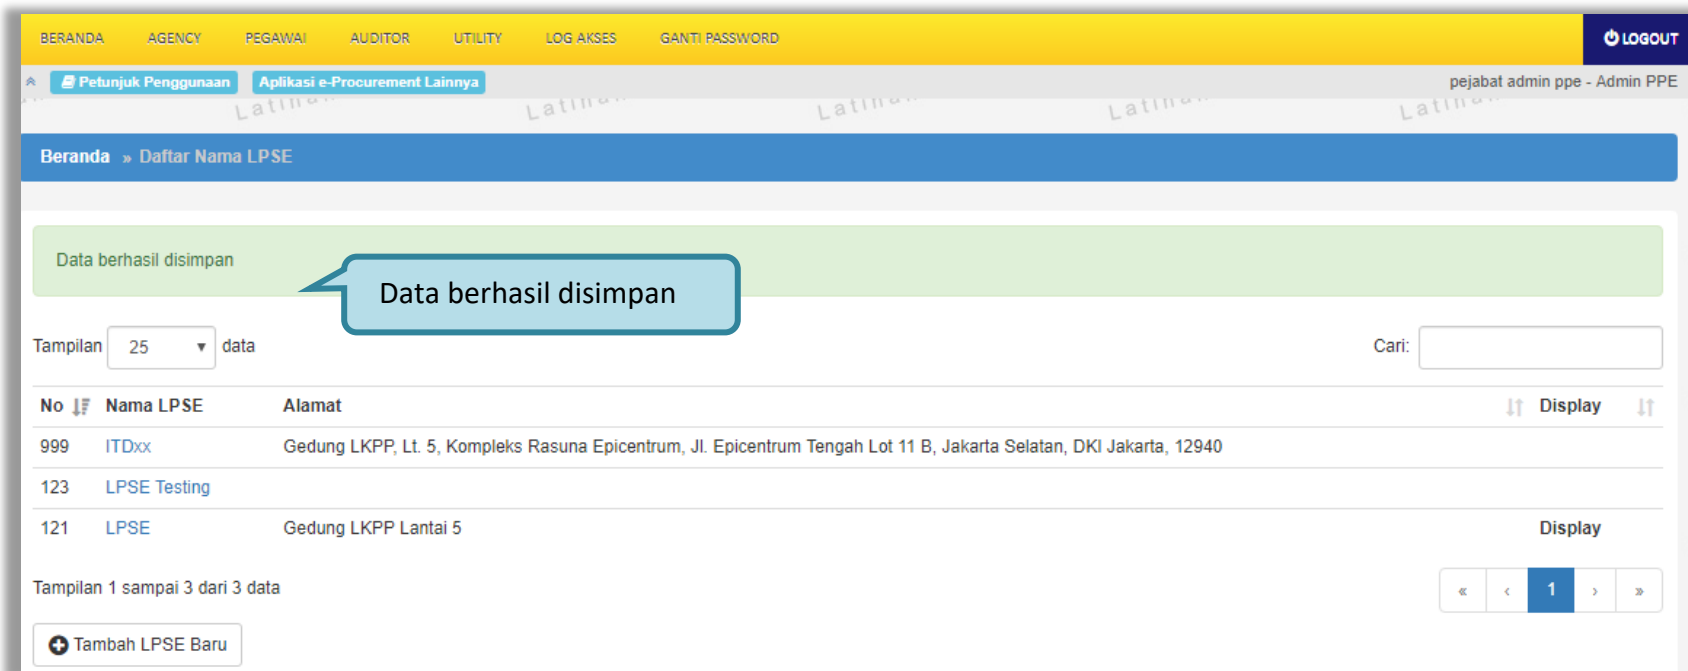 BERANDA AGENCY PEGAWAI AUDITOR UTILITY LOG AKSES GANTI PASSWORD LOGOUT
Petunjuk Penggunaan Aplikasi e-Procurement Lainnya pejabat admin ppe - Admin PPE
Beranda » Daftar Nama LPSE
Data berhasil disimpan
Data berhasil disimpan
Tampilan 25 data Cari:
No Nama LPSE Alamat Display
999 ITDxx Gedung LKPP, Lt. 5, Kompleks Rasuna Epicentrum, Jl. Epicentrum Tengah Lot 11 B, Jakarta Selatan, DKI Jakarta, 12940
123 LPSE Testing
121 LPSE Gedung LKPP Lantai 5 Display
Tampilan 1 sampai 3 dari 3 data « ‹ 1 › »
Tambah LPSE Baru